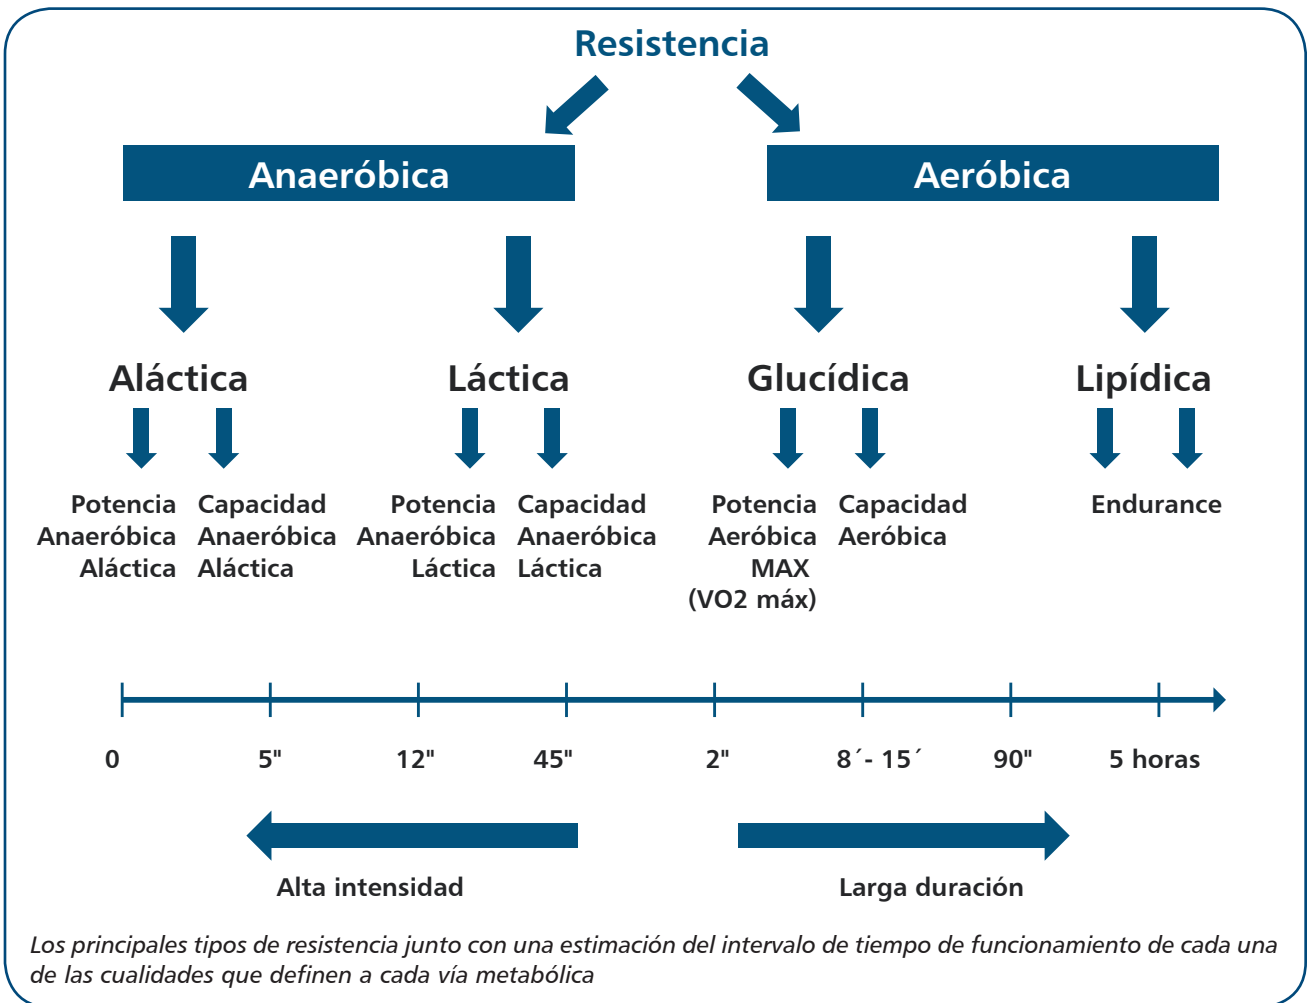 Resistencia
Anaeróbica
Aeróbica
Aláctica
Láctica
Glucídica
Lipídica
Potencia
Anaeróbica
Aláctica
Capacidad
Anaeróbica
Aláctica
Potencia
Anaeróbica
Láctica
Capacidad
Anaeróbica
Láctica
Potencia
Aeróbica
MAX
(VO2 máx)
Capacidad
Aeróbica
Endurance
0
5"
12"
45"
2"
8´- 15´
90"
5 horas
Alta intensidad
Larga duración
Los principales tipos de resistencia junto con una estimación del intervalo de tiempo de funcionamiento de cada una
de las cualidades que definen a cada vía metabólica